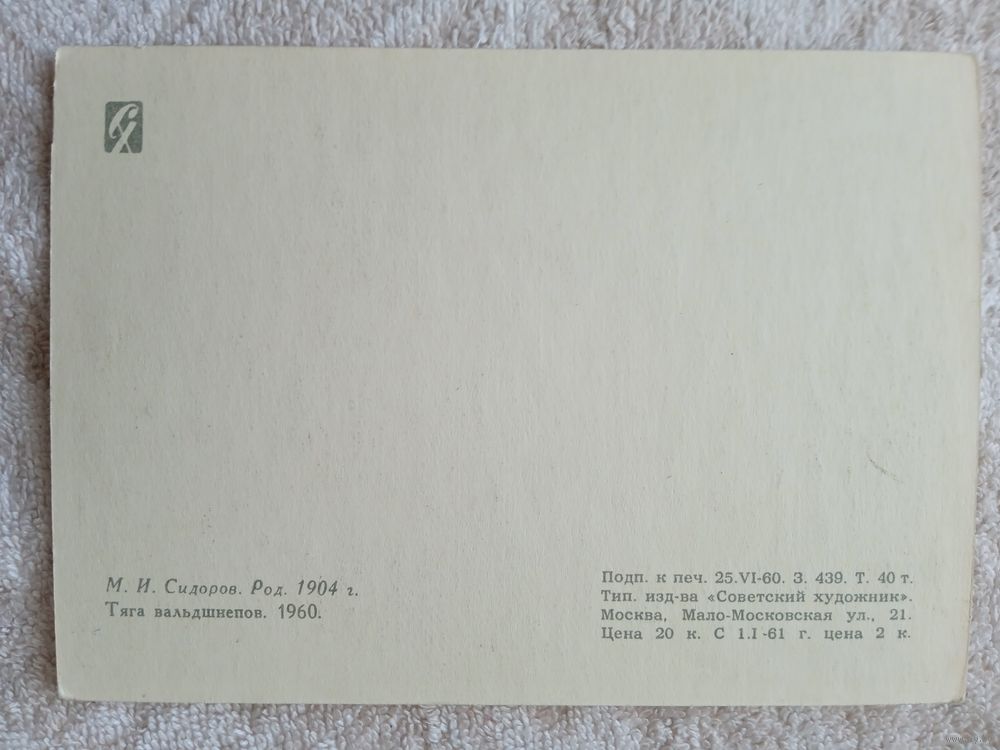 СХ
М. И. Сидоров. Род. 1904 г.
Тяга вальдшнепов. 1960.
Подп. к печ. 25.VI-60. З. 439. Т. 40 т.
Тип. изд-ва «Советский художник».
Москва, Мало-Московская ул., 21.
Цена 20 к. С 1.I-61 г. цена 2 к.